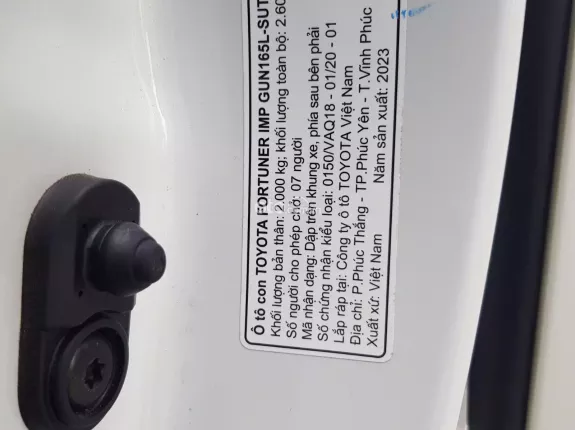 Ô tô con TOYOTA FORTUNER IMP GUN165L-SUT
Khối lượng bản thân: 2.000 kg; khối lượng toàn bộ: 2.60
Số người cho phép chở: 07 người
Mã nhận dạng: Dập trên khung xe, phía sau bên phải
Số chứng nhận kiểu loại: 0150/VAQ18 - 01/20 - 01
Lắp ráp tại: Công ty ô tô TOYOTA Việt Nam
Địa chỉ: P.Phúc Thắng - TP.Phúc Yên - T.Vĩnh Phúc
Xuất xứ: Việt Nam Năm sản xuất: 2023